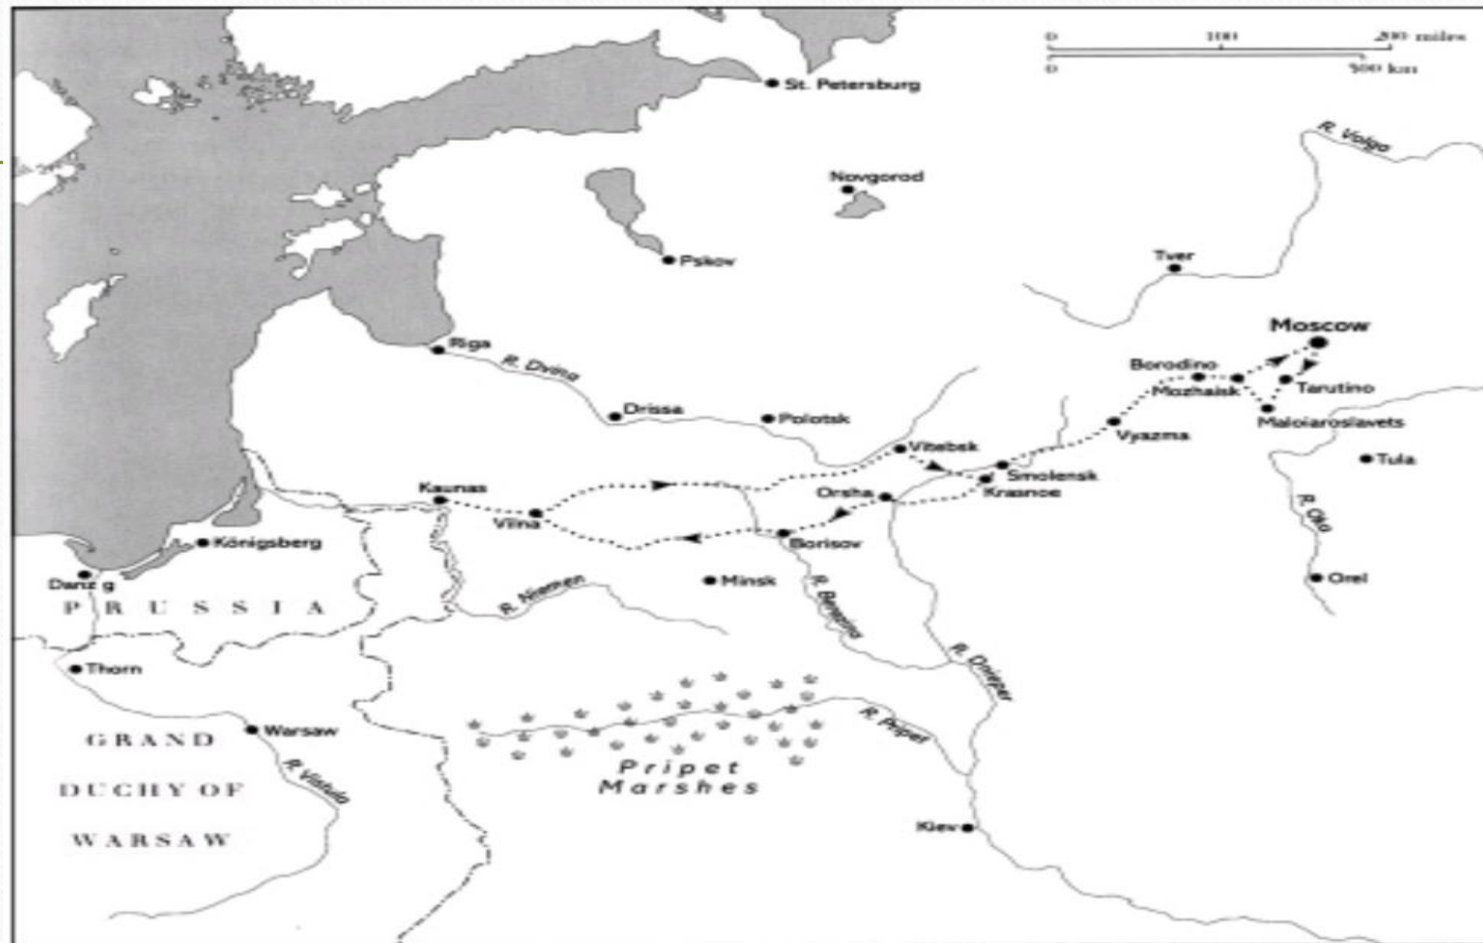 0 100 200 miles
0 300 km
St. Petersburg
R. Volga
Novgorod
Pskov
Tver
Moscow
Riga
R. Dvina
Borodino
Mozhaisk
Tarutino
Drissa
Polotsk
Maloiaroslavets
Vyazma
Vitebsk
Tula
Smolensk
Kaunas
Orsha
Krasnoe
Vilna
R. Oka
Königsberg
Borisov
Danz g
Minsk
Orel
PRUSSIA
R. Niemen
R. Berezina
Thorn
R. Dnieper
Warsaw
R. Pripet
GRAND
DUCHY OF
WARSAW
R. Vistula
Pripet
Marshes
Kiev